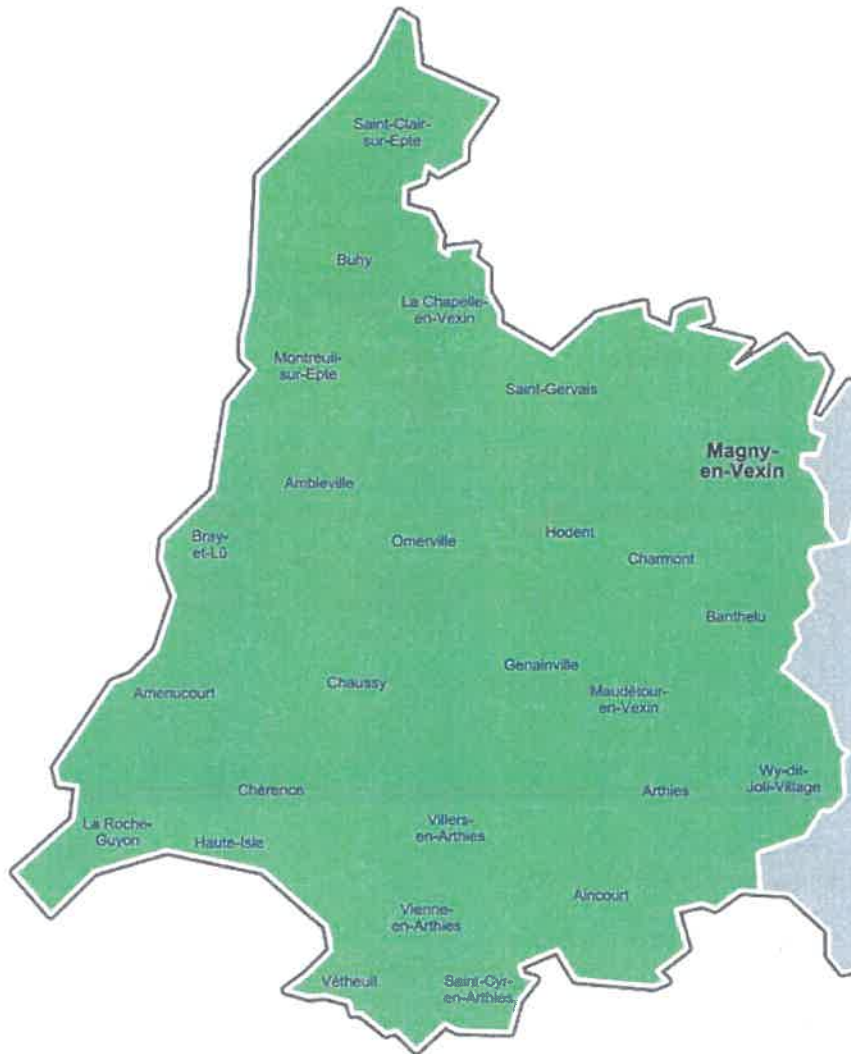 Saint-Clair-
sur-Epte
Buhy
La Chapelle-
en-Vexin
Montreuil-
sur-Epte
Saint-Gervais
Magny-
en-Vexin
Ambleville
Bray-
et-Lû
Omerville
Hodent
Charmont
Banthelu
Genainville
Chaussy
Amenucourt
Maudétour-
en-Vexin
Wy-dit-
Joli-Village
Chérence
Arthies
La Roche-
Guyon
Haute-Isle
Villers-
en-Arthies
Aincourt
Vienne-
en-Arthies
Vétheuil
Saint-Cyr-
en-Arthies